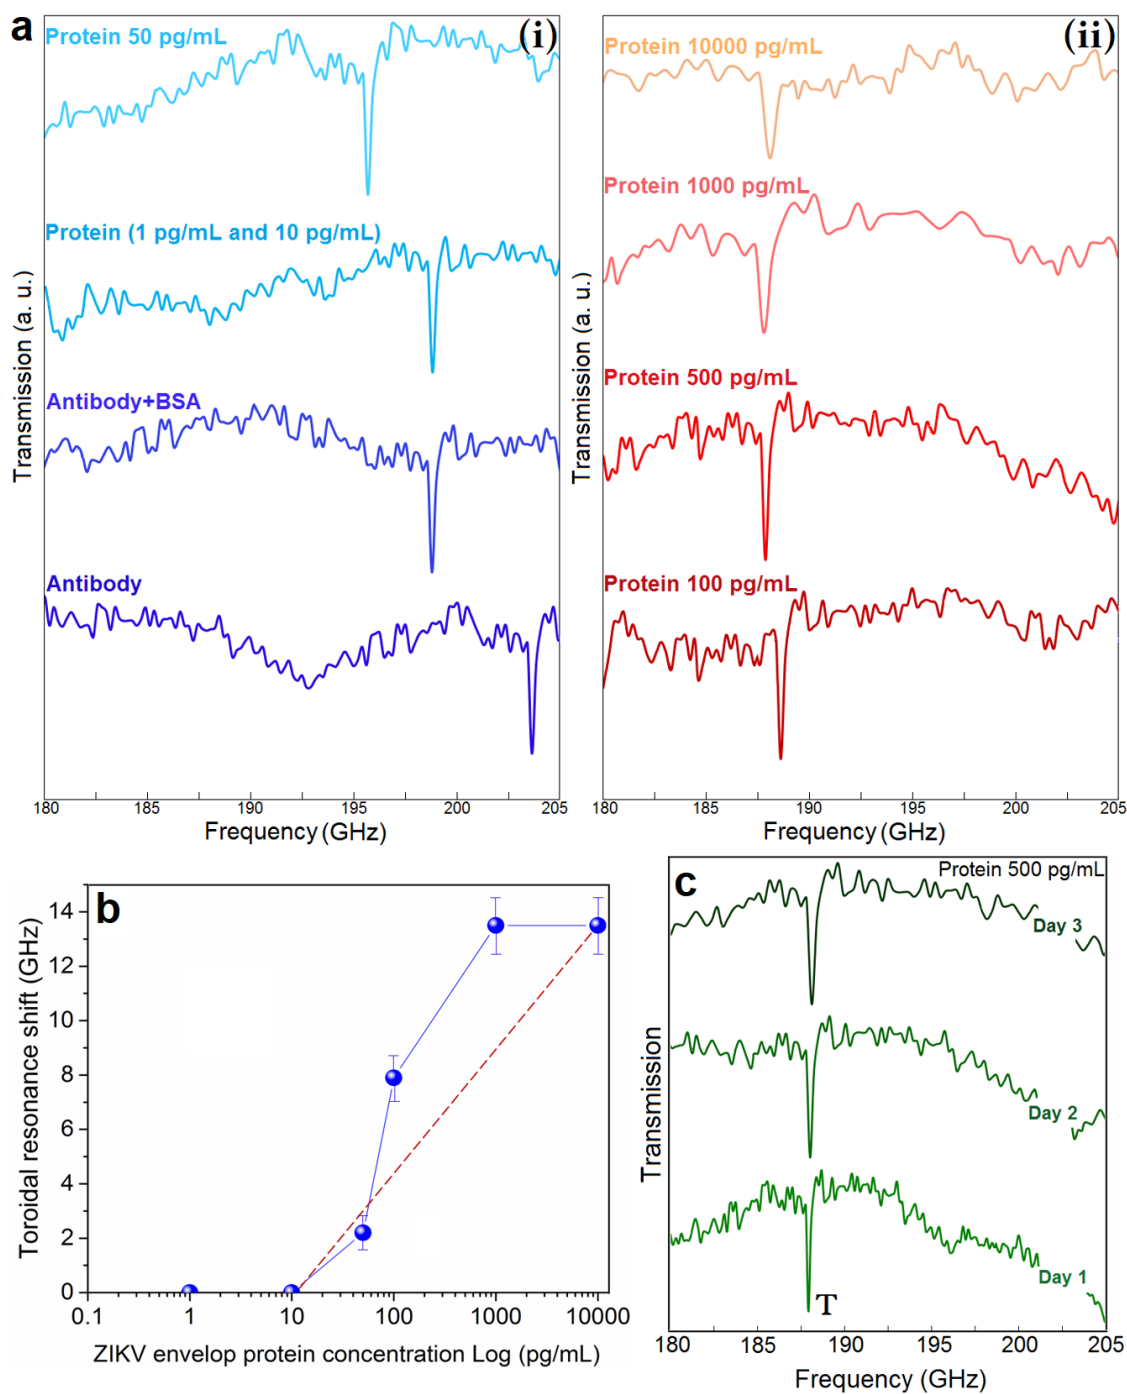 a
(i)
Protein 50 pg/mL
Protein (1 pg/mL and 10 pg/mL)
Antibody+BSA
Antibody
Transmission (a. u.)
180 185 190 195 200 205
Frequency (GHz)
(ii)
Protein 10000 pg/mL
Protein 1000 pg/mL
Protein 500 pg/mL
Protein 100 pg/mL
Transmission (a. u.)
180 185 190 195 200 205
Frequency (GHz)
b
14
12
10
8
6
4
2
0
Toroidal resonance shift (GHz)
0.1 1 10 100 1000 10000
ZIKV envelop protein concentration Log (pg/mL)
c
Protein 500 pg/mL
Day 3
Day 2
Day 1
T
Transmission
180 185 190 195 200 205
Frequency (GHz)